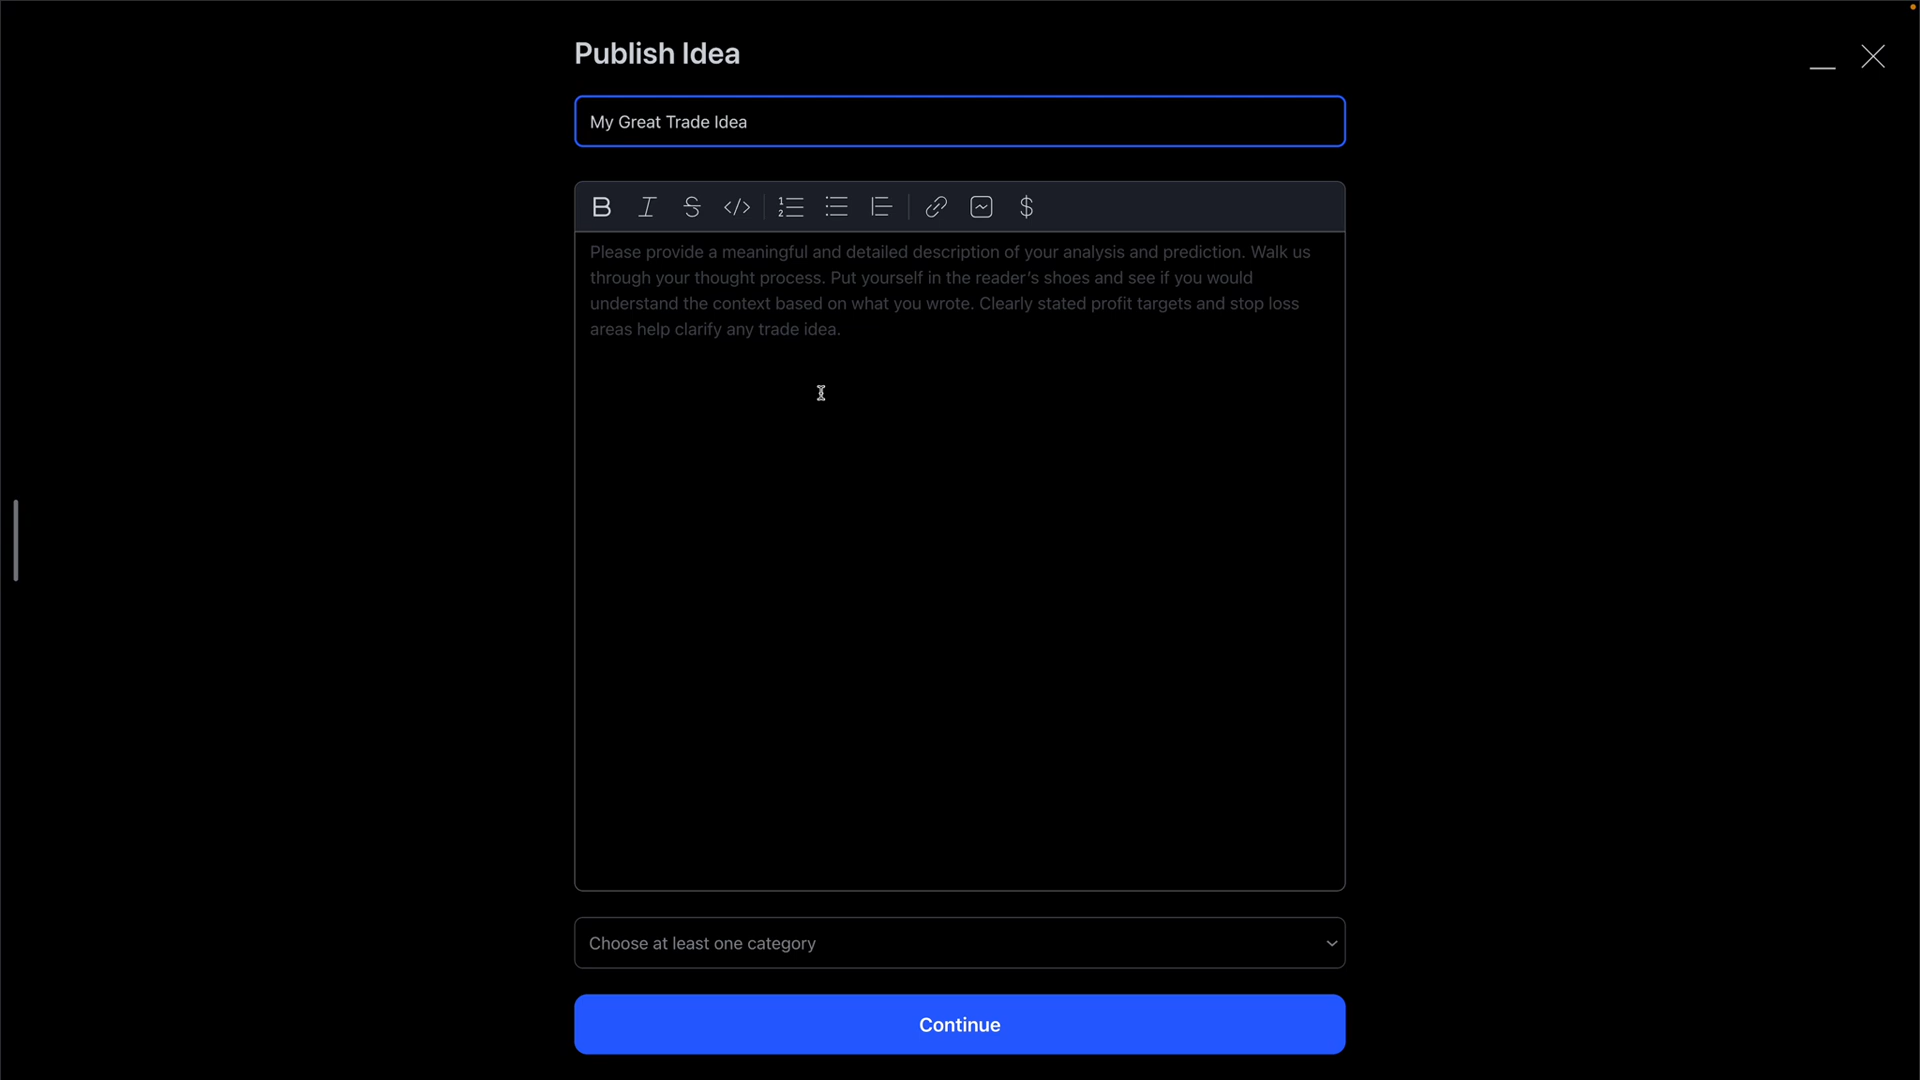 Publish Idea
My Great Trade Idea
B I S </> $
Please provide a meaningful and detailed description of your analysis and prediction. Walk us
through your thought process. Put yourself in the reader’s shoes and see if you would
understand the context based on what you wrote. Clearly stated profit targets and stop loss
areas help clarify any trade idea.
Choose at least one category
Continue